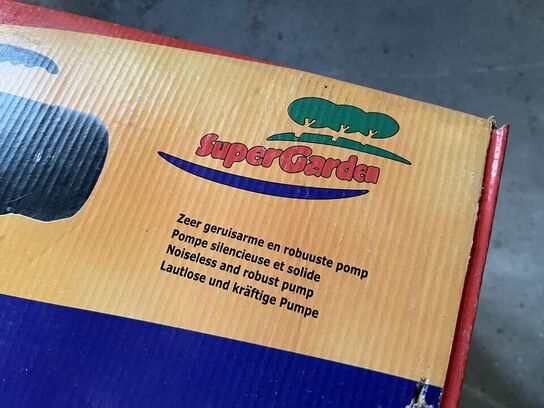 SuperGarden
Zeer geruisarme en robuuste pomp
Pompe silencieuse et solide
Noiseless and robust pump
Lautlose und kräftige Pumpe